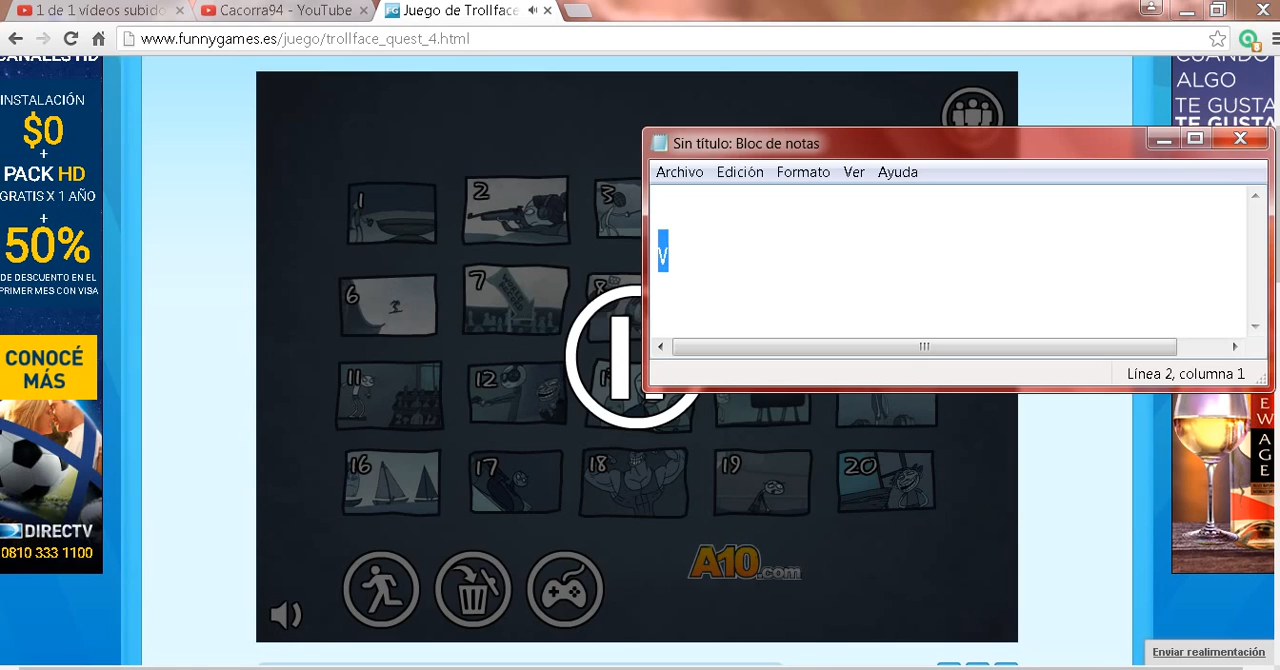 1 de 1 vídeos subido
Cacorra94 - YouTube
Juego de Trollface
www.funnygames.es/juego/trollface_quest_4.html
CANALES HD
INSTALACIÓN
$0
+
PACK HD
GRATIS X 1 AÑO
+
50%
DE DESCUENTO EN EL
PRIMER MES CON VISA
CONOCÉ
MÁS
DIRECTV
0810 333 1100
CUANDO
ALGO
TE GUSTA
TE GUSTA
Sin título: Bloc de notas
Archivo Edición Formato Ver Ayuda
V
Línea 2, columna 1
1
2
3
6
7
8
11
12
16
17
18
19
20
A10.com
EW
AGE
Enviar realimentación